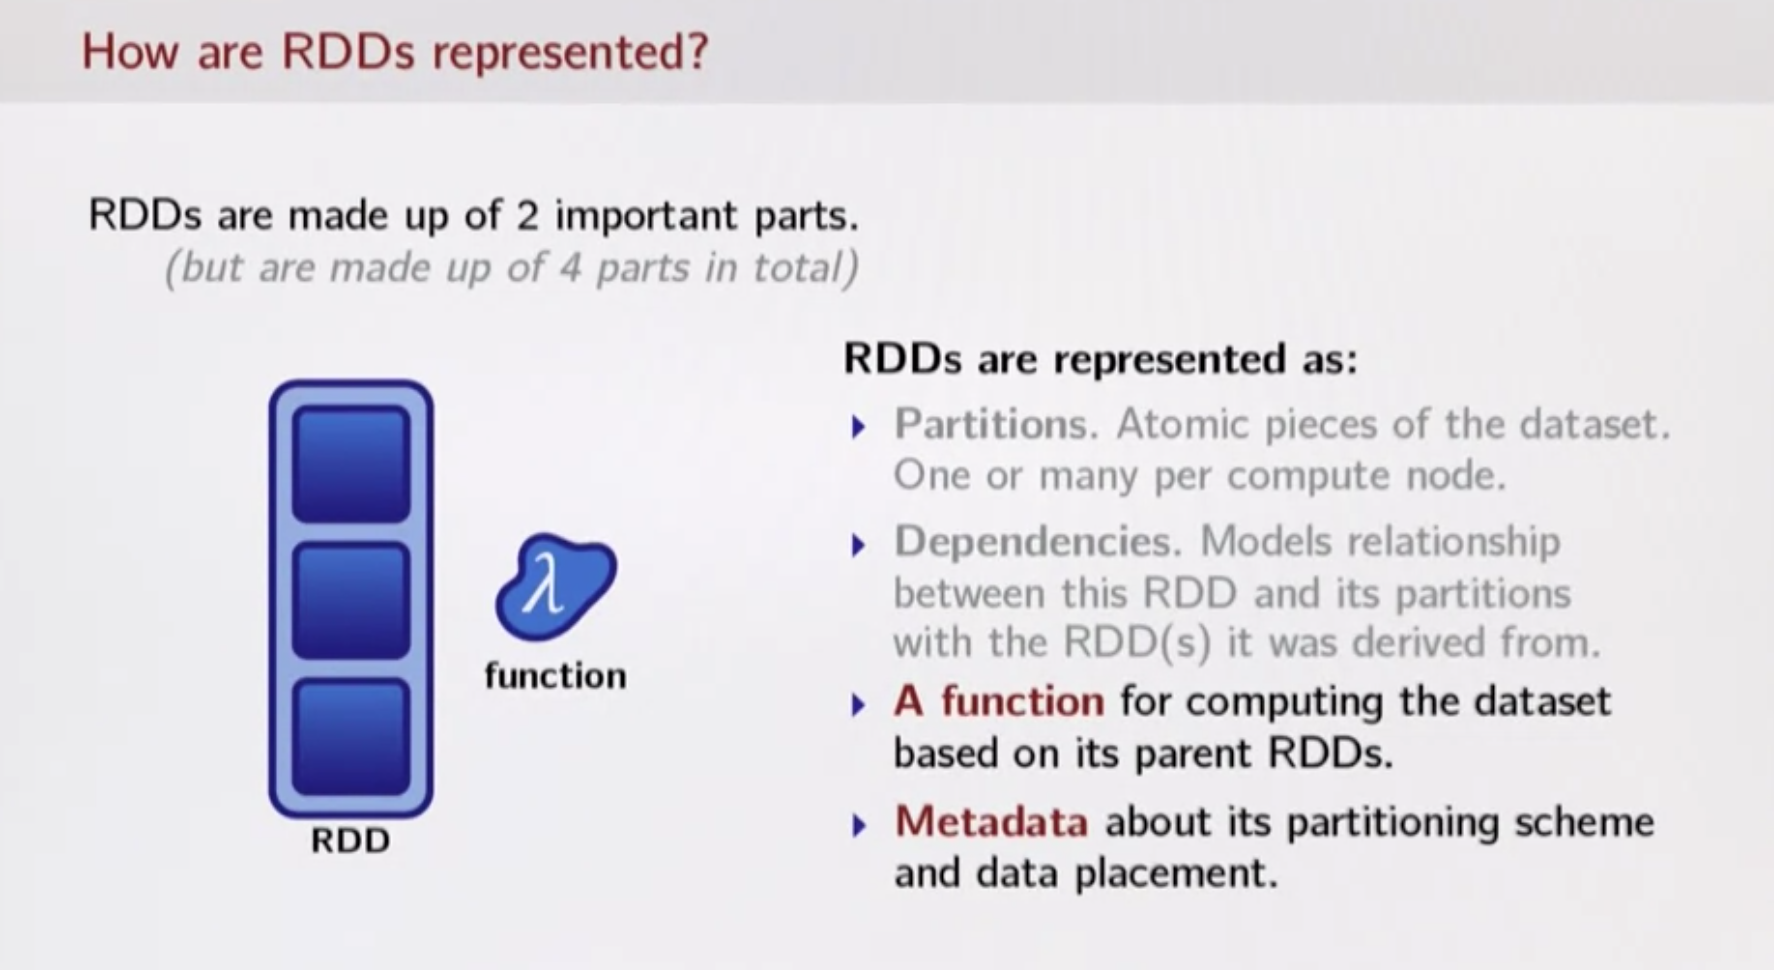 How are RDDs represented?
RDDs are made up of 2 important parts.
(but are made up of 4 parts in total)
RDDs are represented as:
Partitions. Atomic pieces of the dataset.
One or many per compute node.
Dependencies. Models relationship
between this RDD and its partitions
with the RDD(s) it was derived from.
A function for computing the dataset
based on its parent RDDs.
Metadata about its partitioning scheme
and data placement.
λ
function
RDD